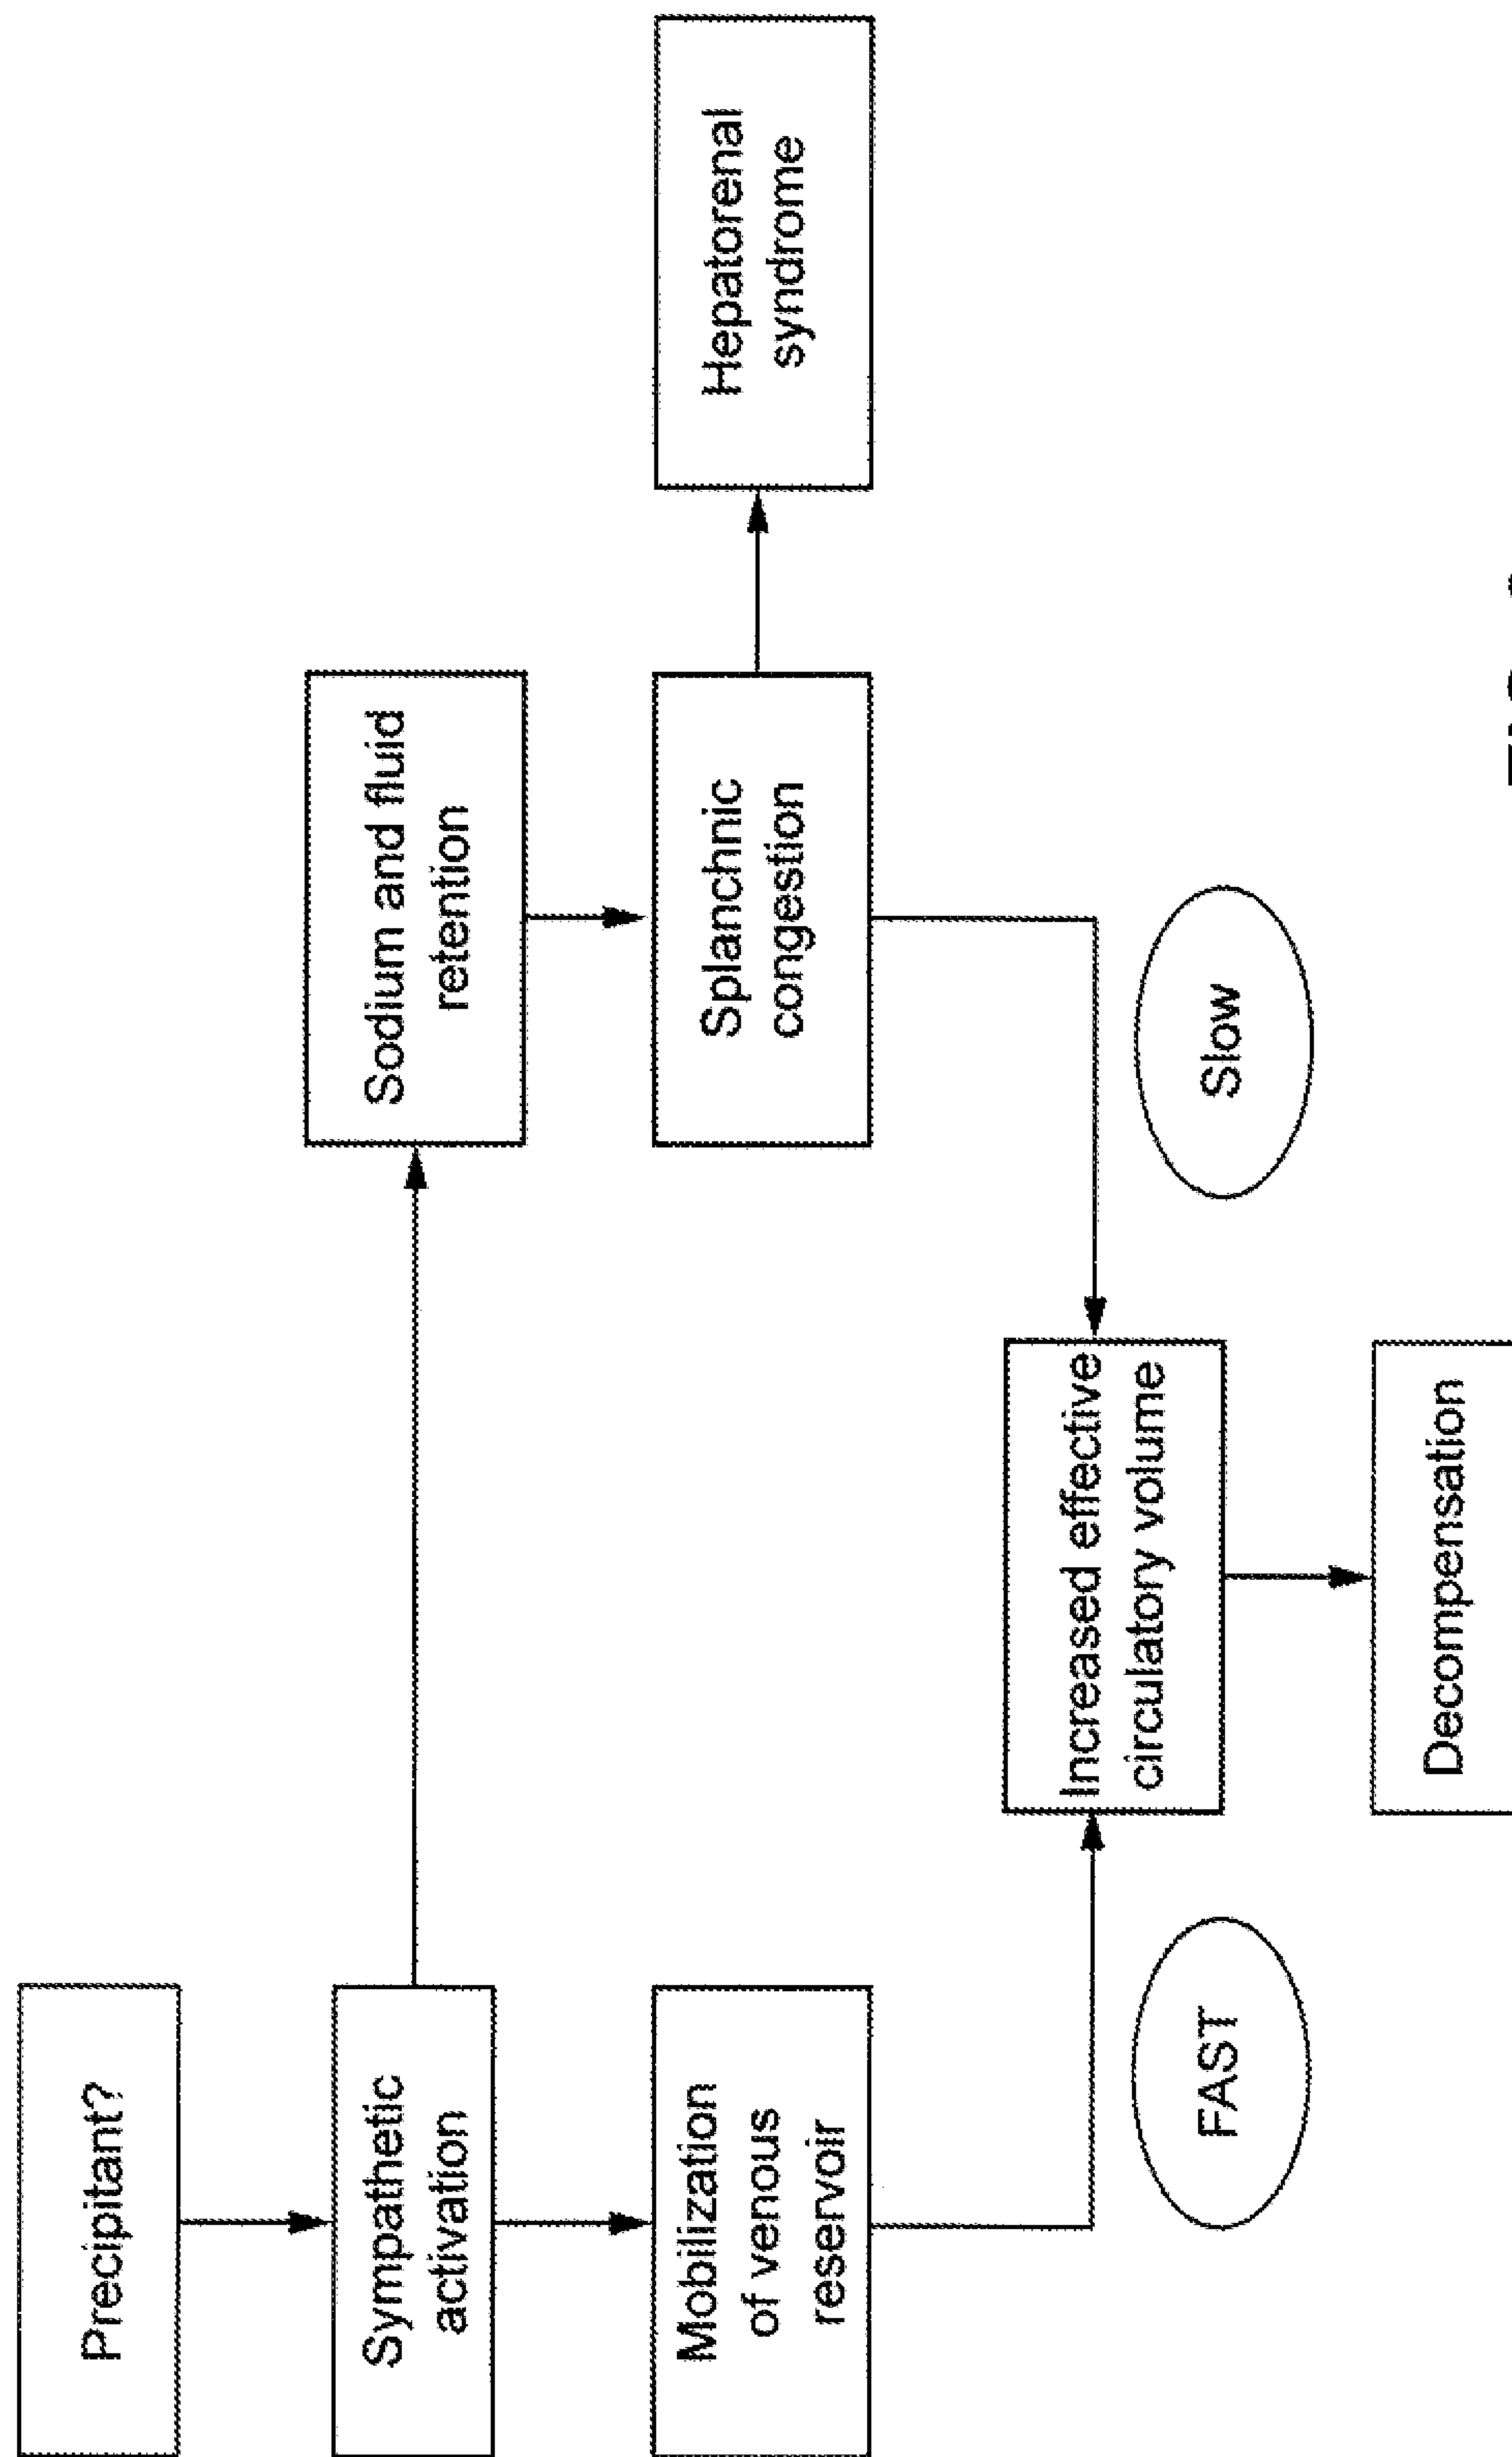 Precipitant?
Sympathetic
activation
Sodium and fluid
retention
Mobilization
of venous
reservoir
Splanchnic
congestion
Hepatorenal
syndrome
Increased effective
circulatory volume
FAST
Slow
Decompensation